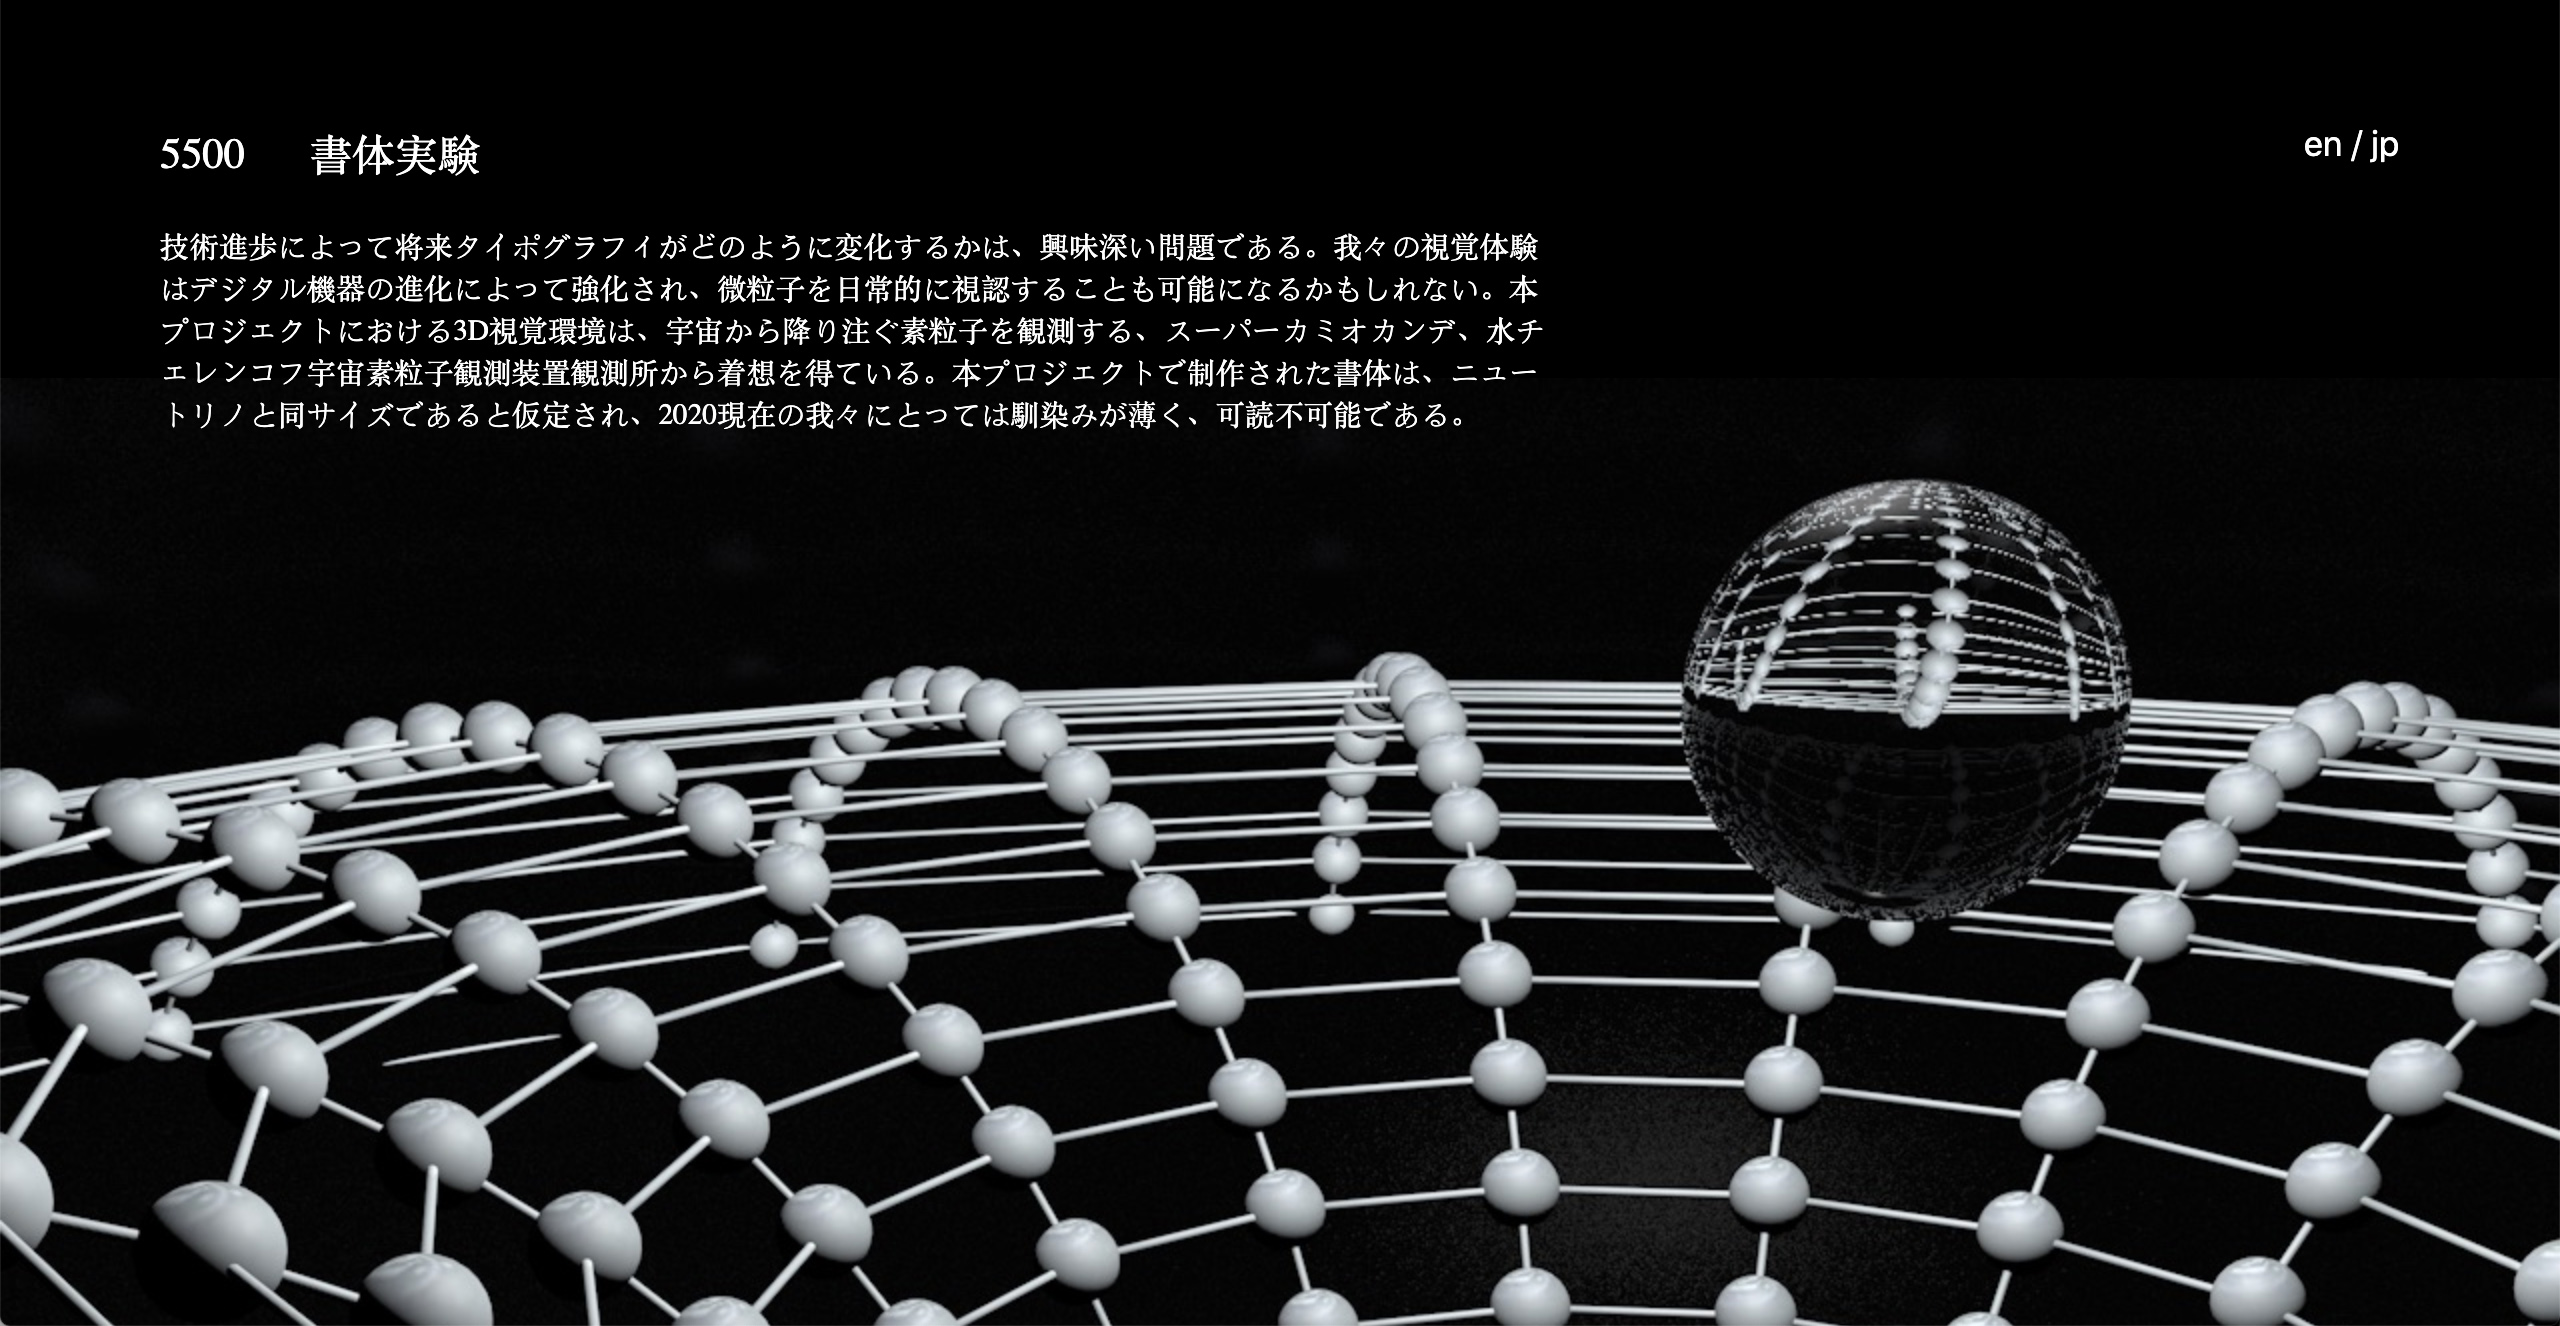 5500 書体実験
en / jp
技術進歩によって将来タイポグラフィがどのように変化するかは、興味深い問題である。我々の視覚体験
はデジタル機器の進化によって強化され、微粒子を日常的に視認することも可能になるかもしれない。本
プロジェクトにおける3D視覚環境は、宇宙から降り注ぐ素粒子を観測する、スーパーカミオカンデ、水チ
ェレンコフ宇宙素粒子観測装置観測所から着想を得ている。本プロジェクトで制作された書体は、ニュー
トリノと同サイズであると仮定され、2020現在の我々にとっては馴染みが薄く、可読不可能である。